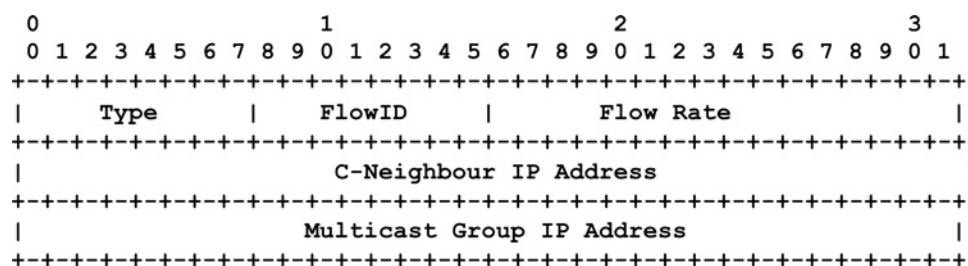 0                   1                   2                   3
0 1 2 3 4 5 6 7 8 9 0 1 2 3 4 5 6 7 8 9 0 1 2 3 4 5 6 7 8 9 0 1
+-+-+-+-+-+-+-+-+-+-+-+-+-+-+-+-+-+-+-+-+-+-+-+-+-+-+-+-+-+-+-+-+
|     Type      |    FlowID     |       Flow Rate               |
+-+-+-+-+-+-+-+-+-+-+-+-+-+-+-+-+-+-+-+-+-+-+-+-+-+-+-+-+-+-+-+-+
|                     C-Neighbour IP Address
+-+-+-+-+-+-+-+-+-+-+-+-+-+-+-+-+-+-+-+-+-+-+-+-+-+-+-+-+-+-+-+-+
|                   Multicast Group IP Address                  |
+-+-+-+-+-+-+-+-+-+-+-+-+-+-+-+-+-+-+-+-+-+-+-+-+-+-+-+-+-+-+-+-+